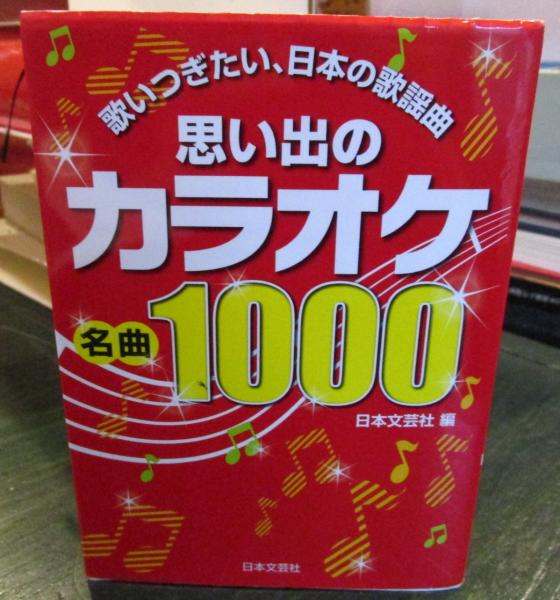 歌いつぎたい、日本の歌謡曲
思い出の
カラオケ
名曲
1000
日本文芸社 編
日本文芸社